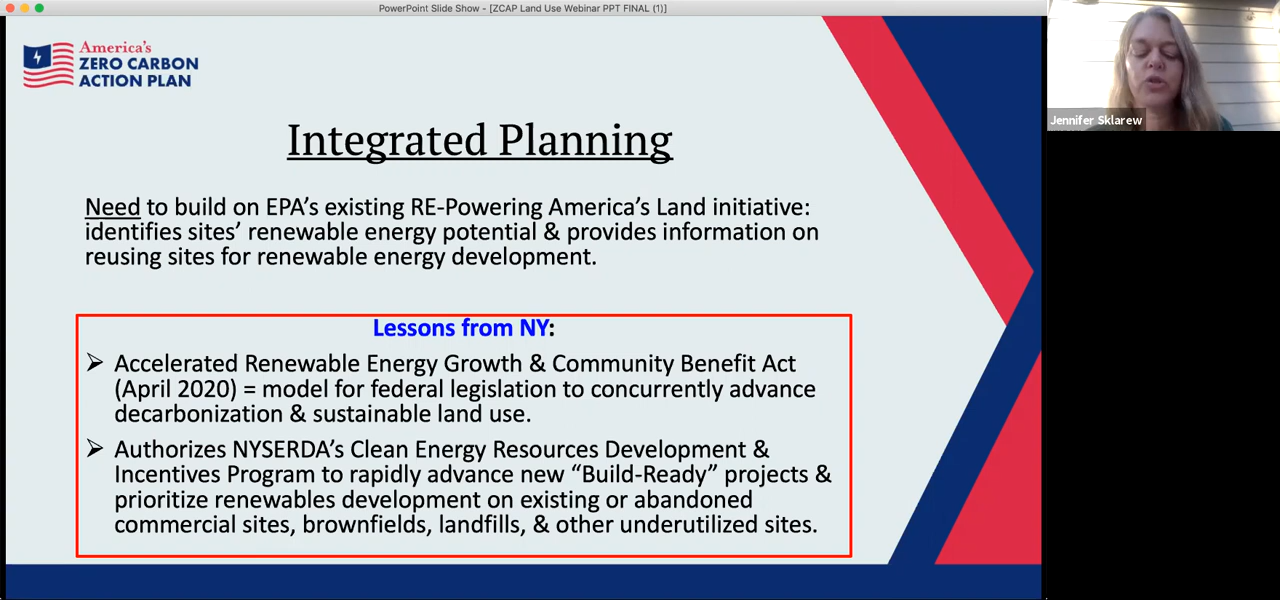 PowerPoint Slide Show - [ZCAP Land Use Webinar PPT FINAL (1)]
America's
ZERO CARBON
ACTION PLAN
Integrated Planning
Need to build on EPA's existing RE-Powering America's Land initiative:
identifies sites' renewable energy potential & provides information on
reusing sites for renewable energy development.
Lessons from NY:
➢ Accelerated Renewable Energy Growth & Community Benefit Act
(April 2020) = model for federal legislation to concurrently advance
decarbonization & sustainable land use.
➢ Authorizes NYSERDA's Clean Energy Resources Development &
Incentives Program to rapidly advance new “Build-Ready” projects &
prioritize renewables development on existing or abandoned
commercial sites, brownfields, landfills, & other underutilized sites.
Jennifer Sklarew